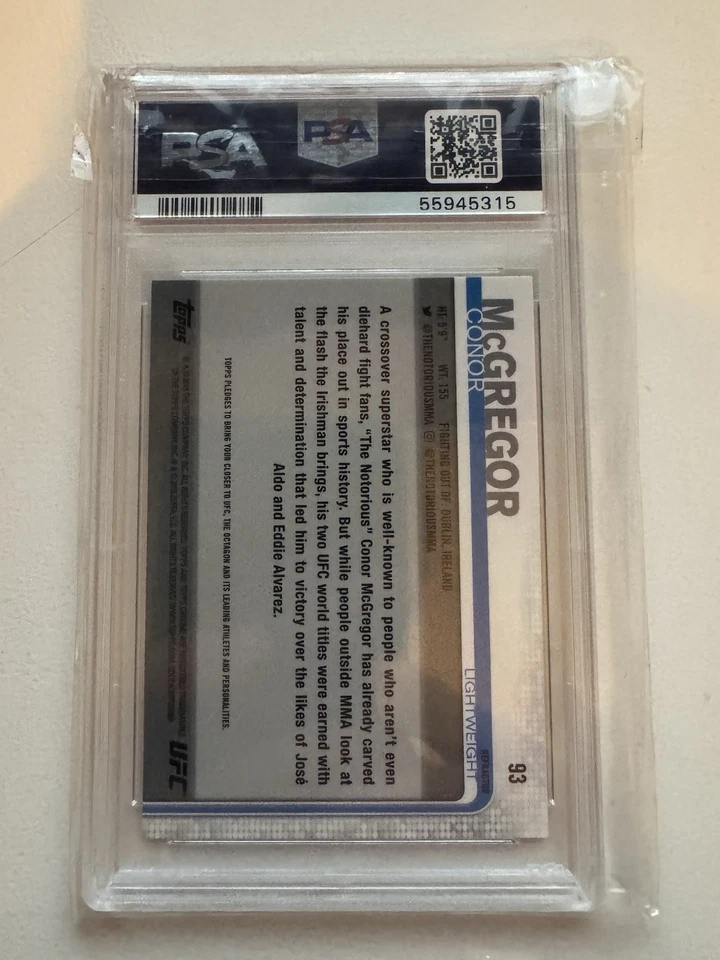 PSA
PSA
55945315
93
McGREGOR
CONOR
REFRACTOR
LIGHTWEIGHT
HT: 5'9" WT: 155 FIGHTING OUT OF: DUBLIN, IRELAND
@THENOTORIOUSMMA @THENOTORIOUSMMA
A crossover superstar who is well-known to people who aren't even
diehard fight fans, "The Notorious" Conor McGregor has already carved
his place out in sports history. But while people outside MMA look at
the flash the Irishman brings, his two UFC world titles were earned with
talent and determination that led him to victory over the likes of José
Aldo and Eddie Alvarez.
TOPPS PLEDGES TO BRING YOUR CLOSER TO UFC, THE OCTAGON AND ITS LEADING ATHLETES AND PERSONALITIES.
topps
UFC